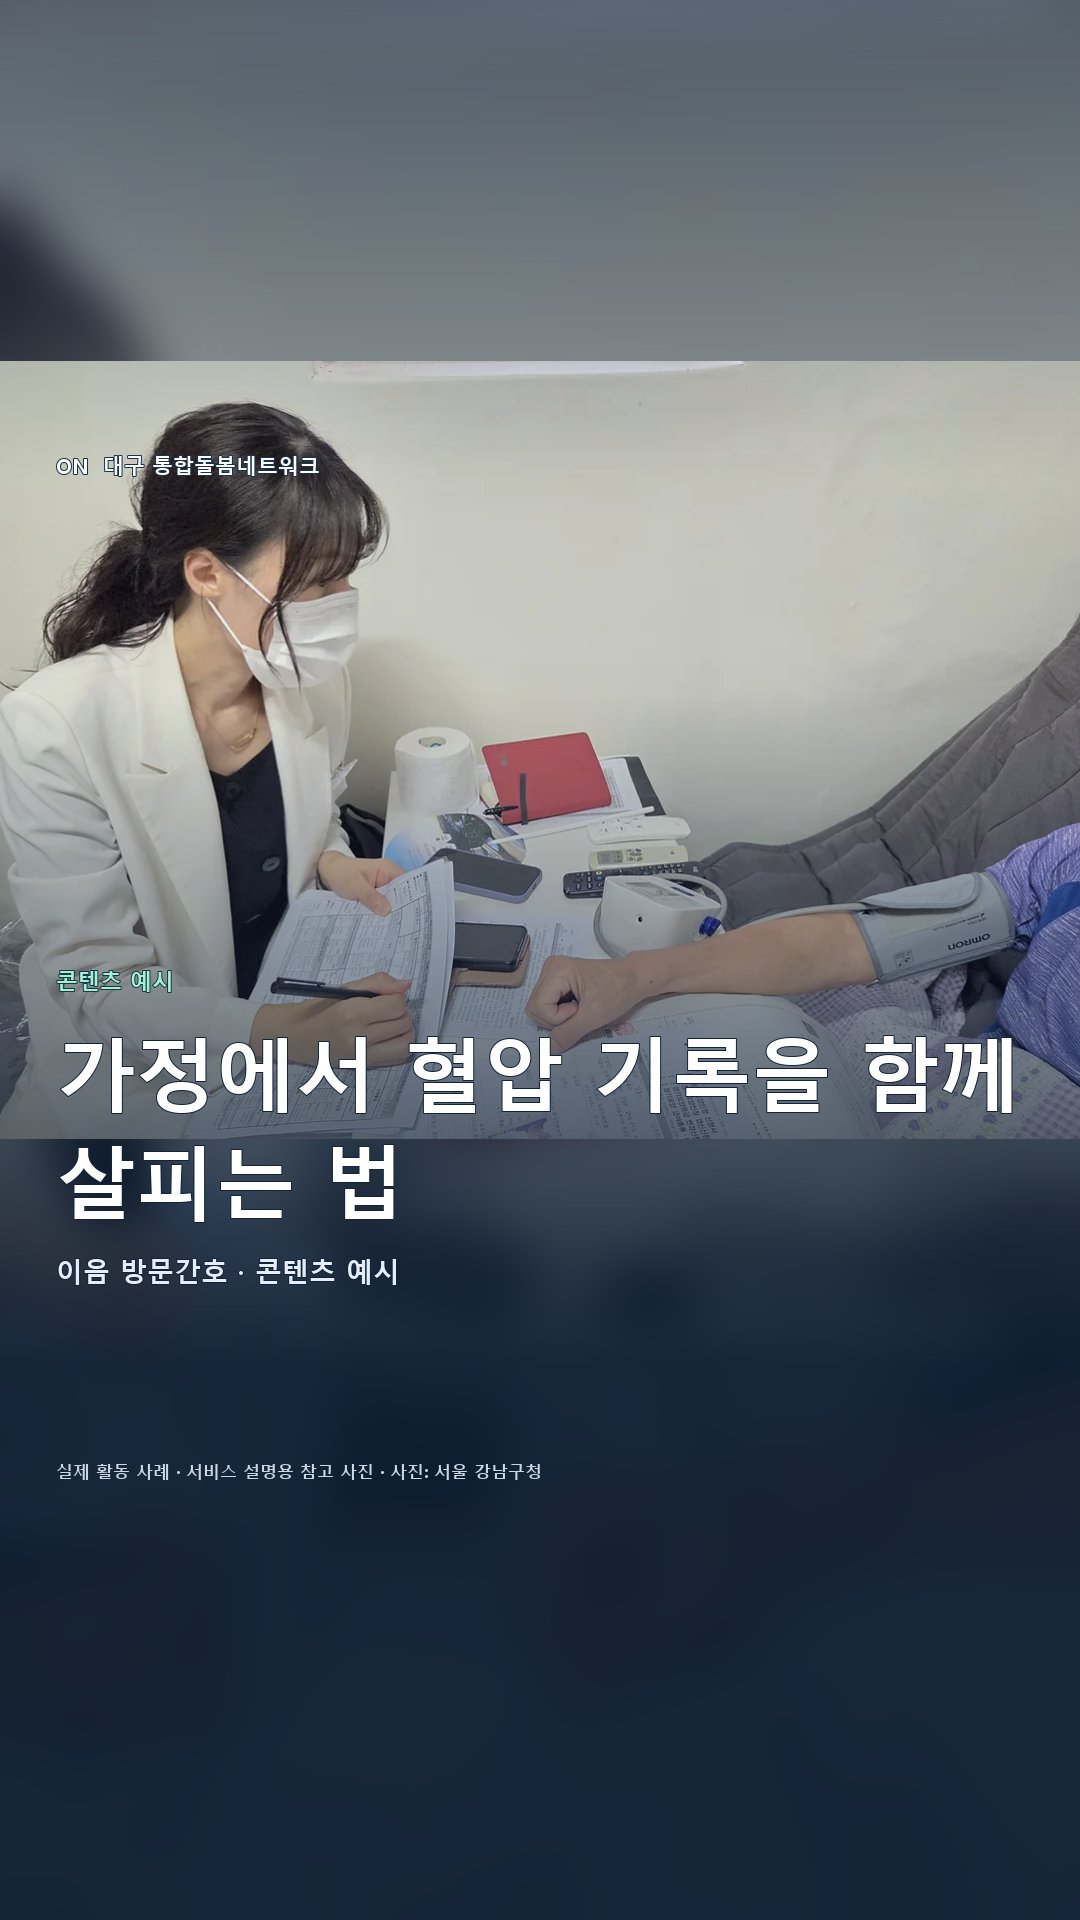 ON 대구 통합돌봄네트워크
OMRON
콘텐츠 예시
가정에서 혈압 기록을 함께
살피는 법
이음 방문간호 · 콘텐츠 예시
실제 활동 사례 · 서비스 설명용 참고 사진 · 사진: 서울 강남구청